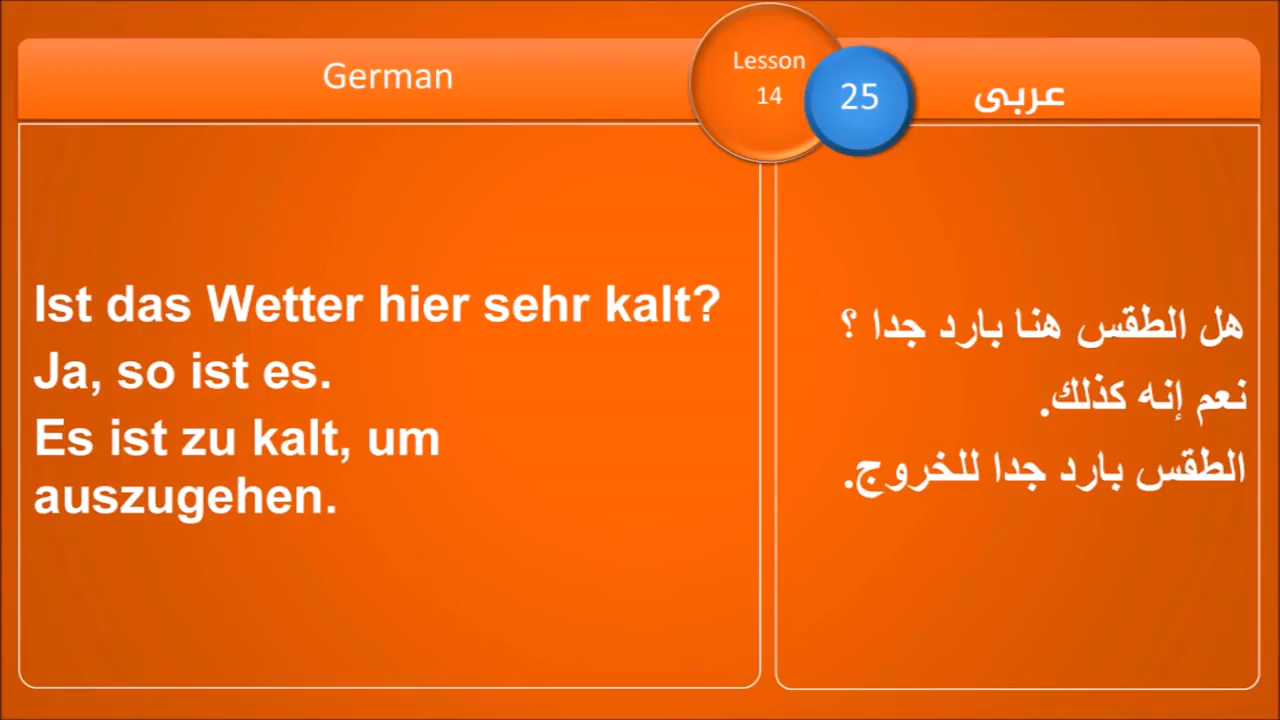 German
Lesson
14
25
عربى
Ist das Wetter hier sehr kalt?
Ja, so ist es.
Es ist zu kalt, um
auszugehen.
هل الطقس هنا بارد جدا ؟
نعم إنه كذلك.
الطقس بارد جدا للخروج.